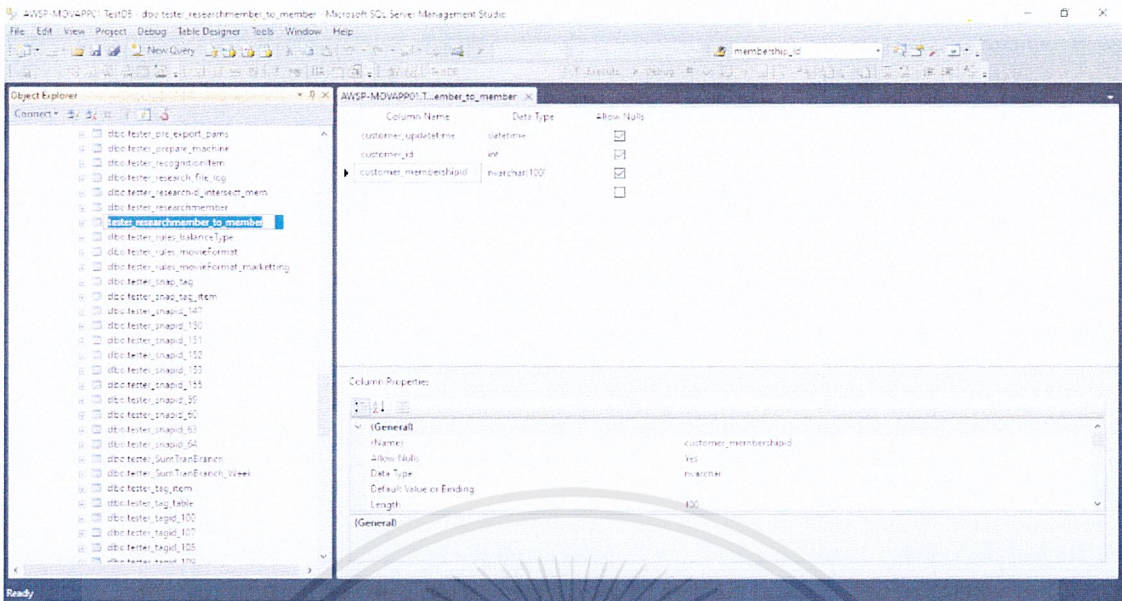 AWSP-MOVAPP01.TestDB - dbo.tester_researchmember_to_member - Microsoft SQL Server Management Studio
File Edit View Project Debug Table Designer Tools Window Help
New Query
membership_id
Object Explorer
AWSP-MOVAPP01.T...ember_to_member
Connect
Column Name Data Type Allow Nulls
dbo.tester_pre_export_pams
customer_updatetime datetime
dbo.tester_prepare_machine
customer_id int
dbo.tester_recognitionItem
customer_membershipid nvarchar(100)
dbo.tester_research_file_log
dbo.tester_researchid_intersect_mem
dbo.tester_researchmember
tester_researchmember_to_member
dbo.tester_rules_balanceType
dbo.tester_rules_movieFormat
dbo.tester_rules_movieFormat_marketting
dbo.tester_snap_tag
dbo.tester_snap_tag_item
dbo.tester_snapid_147
dbo.tester_snapid_150
dbo.tester_snapid_151
dbo.tester_snapid_152
dbo.tester_snapid_153
dbo.tester_snapid_155
dbo.tester_snapid_59
dbo.tester_snapid_60
dbo.tester_snapid_63
dbo.tester_snapid_64
dbo.tester_SumTranBranch
dbo.tester_SumTranBranch_Week
dbo.tester_tag_item
dbo.tester_tag_table
dbo.tester_tagid_100
dbo.tester_tagid_107
dbo.tester_tagid_108
dbo.tester_tagid_109
Column Properties
(General)
(Name) customer_membershipid
Allow Nulls Yes
Data Type nvarchar
Default Value or Binding
Length 100
(General)
Ready